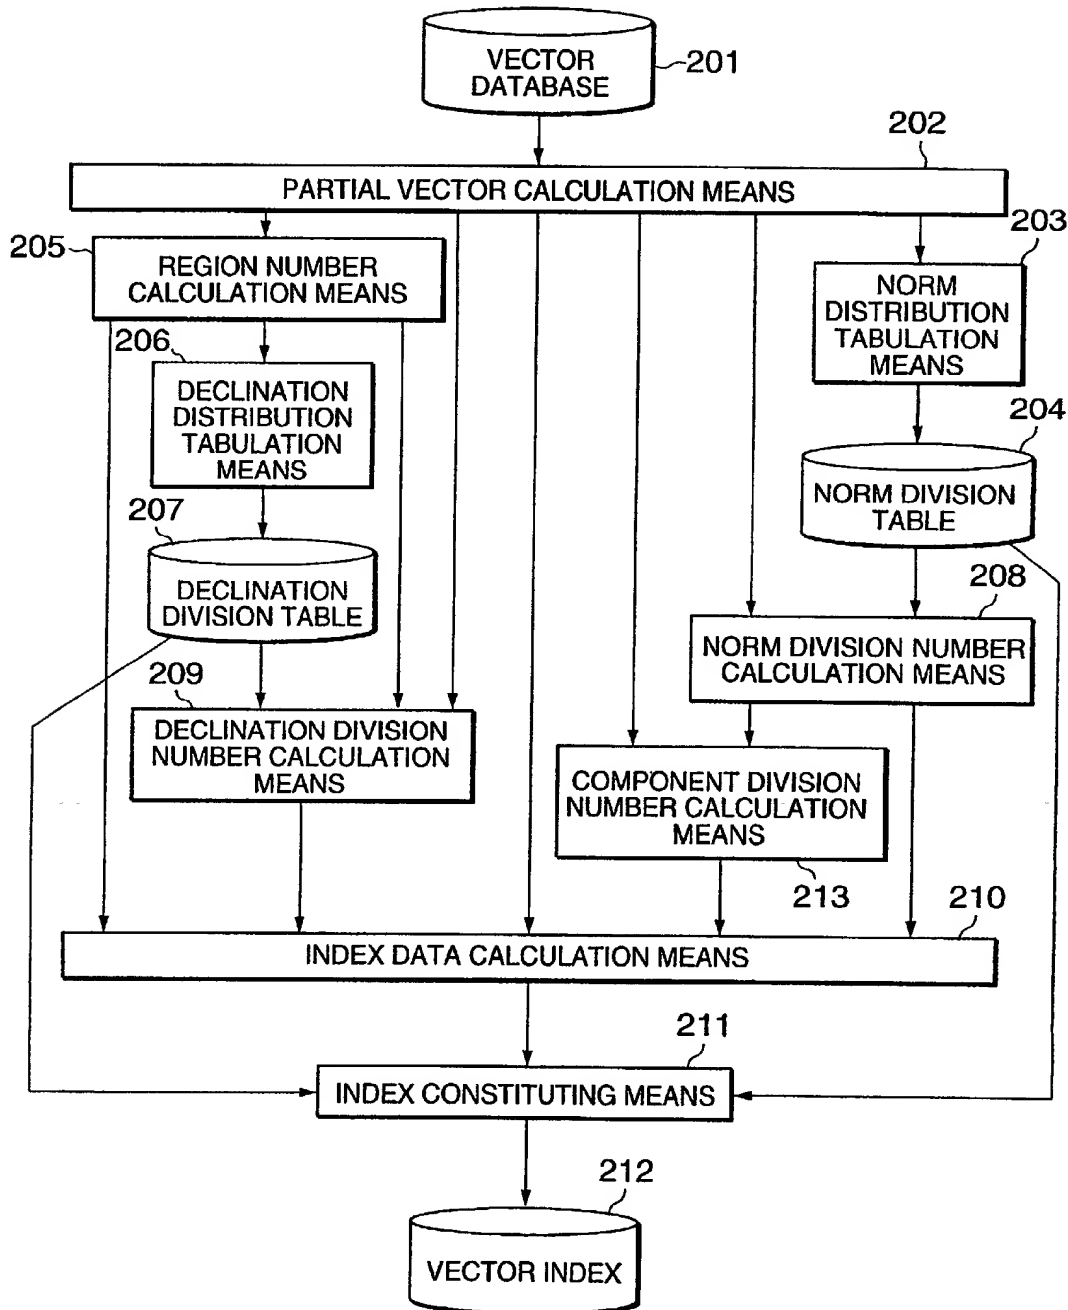 VECTOR
DATABASE
201
202
PARTIAL VECTOR CALCULATION MEANS
205
REGION NUMBER
CALCULATION MEANS
203
NORM
DISTRIBUTION
TABULATION
MEANS
206
DECLINATION
DISTRIBUTION
TABULATION
MEANS
204
NORM DIVISION
TABLE
207
DECLINATION
DIVISION TABLE
208
NORM DIVISION NUMBER
CALCULATION MEANS
209
DECLINATION DIVISION
NUMBER CALCULATION
MEANS
COMPONENT DIVISION
NUMBER CALCULATION
MEANS
213
210
INDEX DATA CALCULATION MEANS
211
INDEX CONSTITUTING MEANS
212
VECTOR INDEX